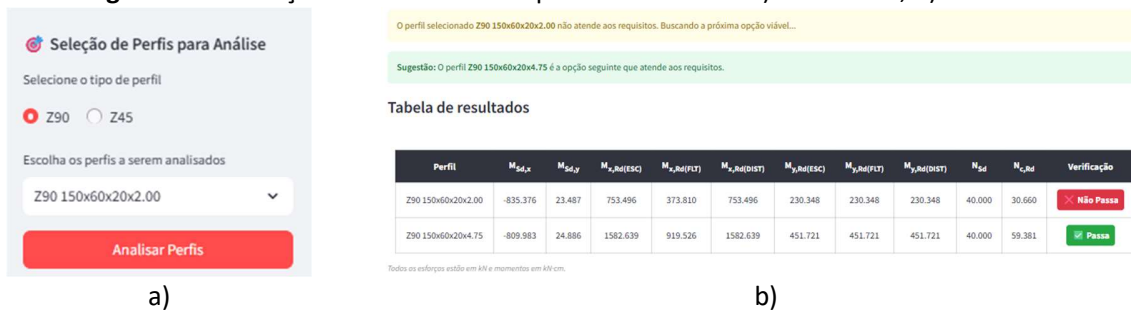 Seleção de Perfis para Análise
Selecione o tipo de perfil
Z90 Z45
Escolha os perfis a serem analisados
Z90 150x60x20x2.00
Analisar Perfis
a)
O perfil selecionado Z90 150x60x20x2.00 não atende aos requisitos. Buscando a próxima opção viável...
Sugestão: O perfil Z90 150x60x20x4.75 é a opção seguinte que atende aos requisitos.
Tabela de resultados
Perfil MSd,x MSd,y Mx,Rd(ESC) Mx,Rd(FLT) Mx,Rd(DIST) My,Rd(ESC) My,Rd(FLT) My,Rd(DIST) NSd Nc,Rd Verificação
Z90 150x60x20x2.00 -835.376 23.487 753.496 373.810 753.496 230.348 230.348 230.348 40.000 30.660 Não Passa
Z90 150x60x20x4.75 -809.983 24.886 1582.639 919.526 1582.639 451.721 451.721 451.721 40.000 59.381 Passa
Todos os esforços estão em kN e momentos em kN·cm.
b)